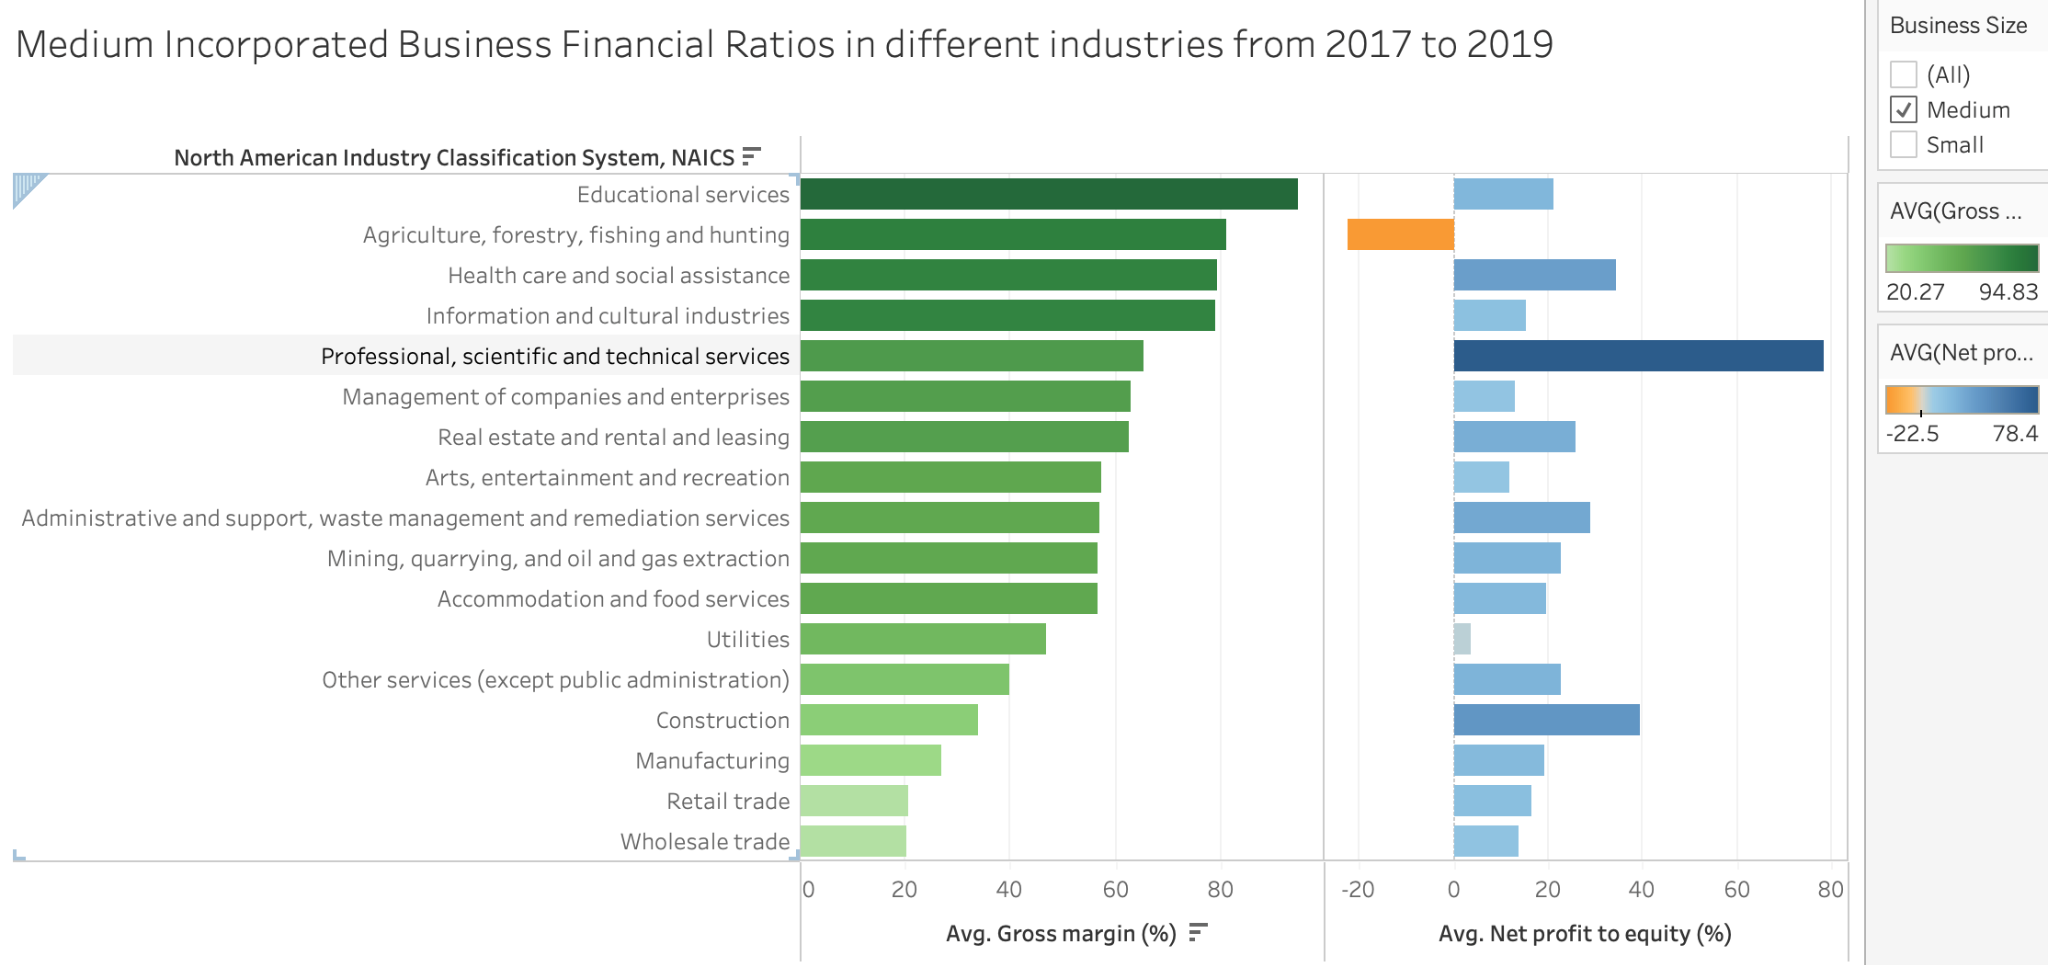 Medium Incorporated Business Financial Ratios in different industries from 2017 to 2019
North American Industry Classification System, NAICS
Educational services
Agriculture, forestry, fishing and hunting
Health care and social assistance
Information and cultural industries
Professional, scientific and technical services
Management of companies and enterprises
Real estate and rental and leasing
Arts, entertainment and recreation
Administrative and support, waste management and remediation services
Mining, quarrying, and oil and gas extraction
Accommodation and food services
Utilities
Other services (except public administration)
Construction
Manufacturing
Retail trade
Wholesale trade
0 20 40 60 80 -20 0 20 40 60 80
Avg. Gross margin (%) Avg. Net profit to equity (%)
Business Size
(All)
Medium
Small
AVG(Gross ...
20.27 94.83
AVG(Net pro...
-22.5 78.4